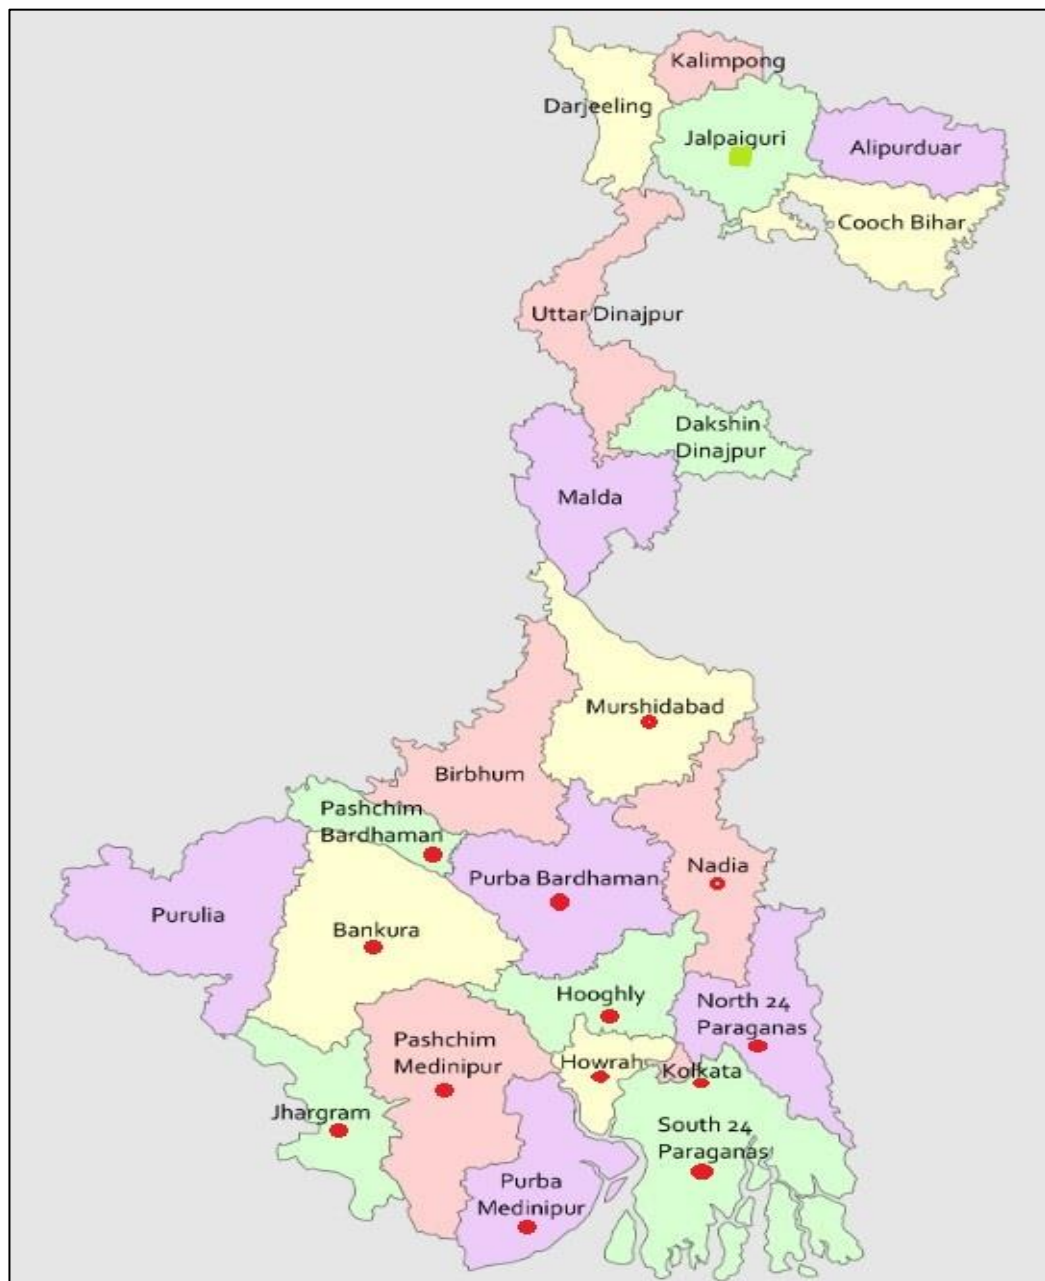 Kalimpong
Darjeeling
Jalpaiguri
Alipurduar
Cooch Bihar
Uttar Dinajpur
Dakshin
Dinajpur
Malda
Murshidabad
Birbhum
Pashchim
Bardhaman
Nadia
Purba Bardhaman
Purulia
Bankura
Hooghly
North 24
Paraganas
Pashchim
Medinipur
Howrah
Kolkata
Jhargram
South 24
Paraganas
Purba
Medinipur